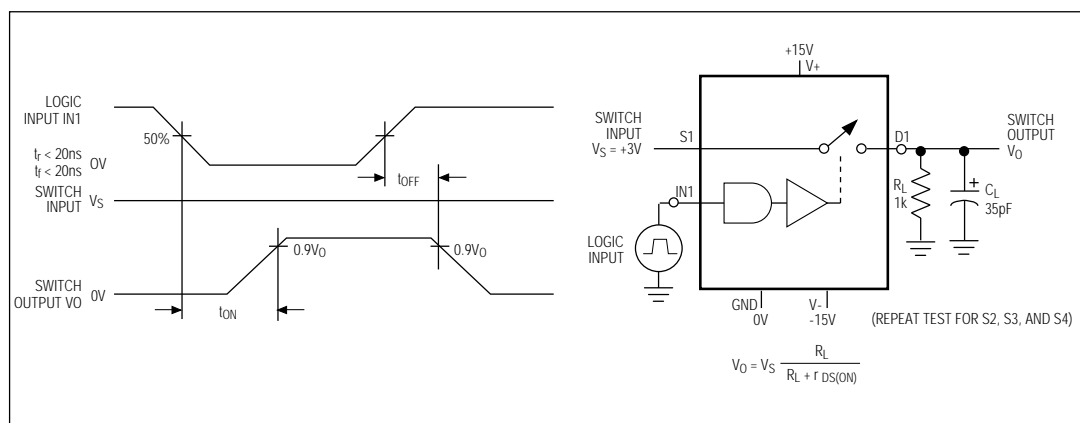 LOGIC
INPUT IN1
50%
tr < 20ns
tf < 20ns
0V
SWITCH
INPUT
VS
tOFF
0.9VO
0.9VO
SWITCH
OUTPUT VO
0V
tON
+15V
V+
SWITCH
INPUT
VS = +3V
S1
D1
SWITCH
OUTPUT
VO
IN1
RL
1k
+
CL
35pF
LOGIC
INPUT
GND
0V
V-
-15V
(REPEAT TEST FOR S2, S3, AND S4)
VO = VS RL
RL + r DS(ON)